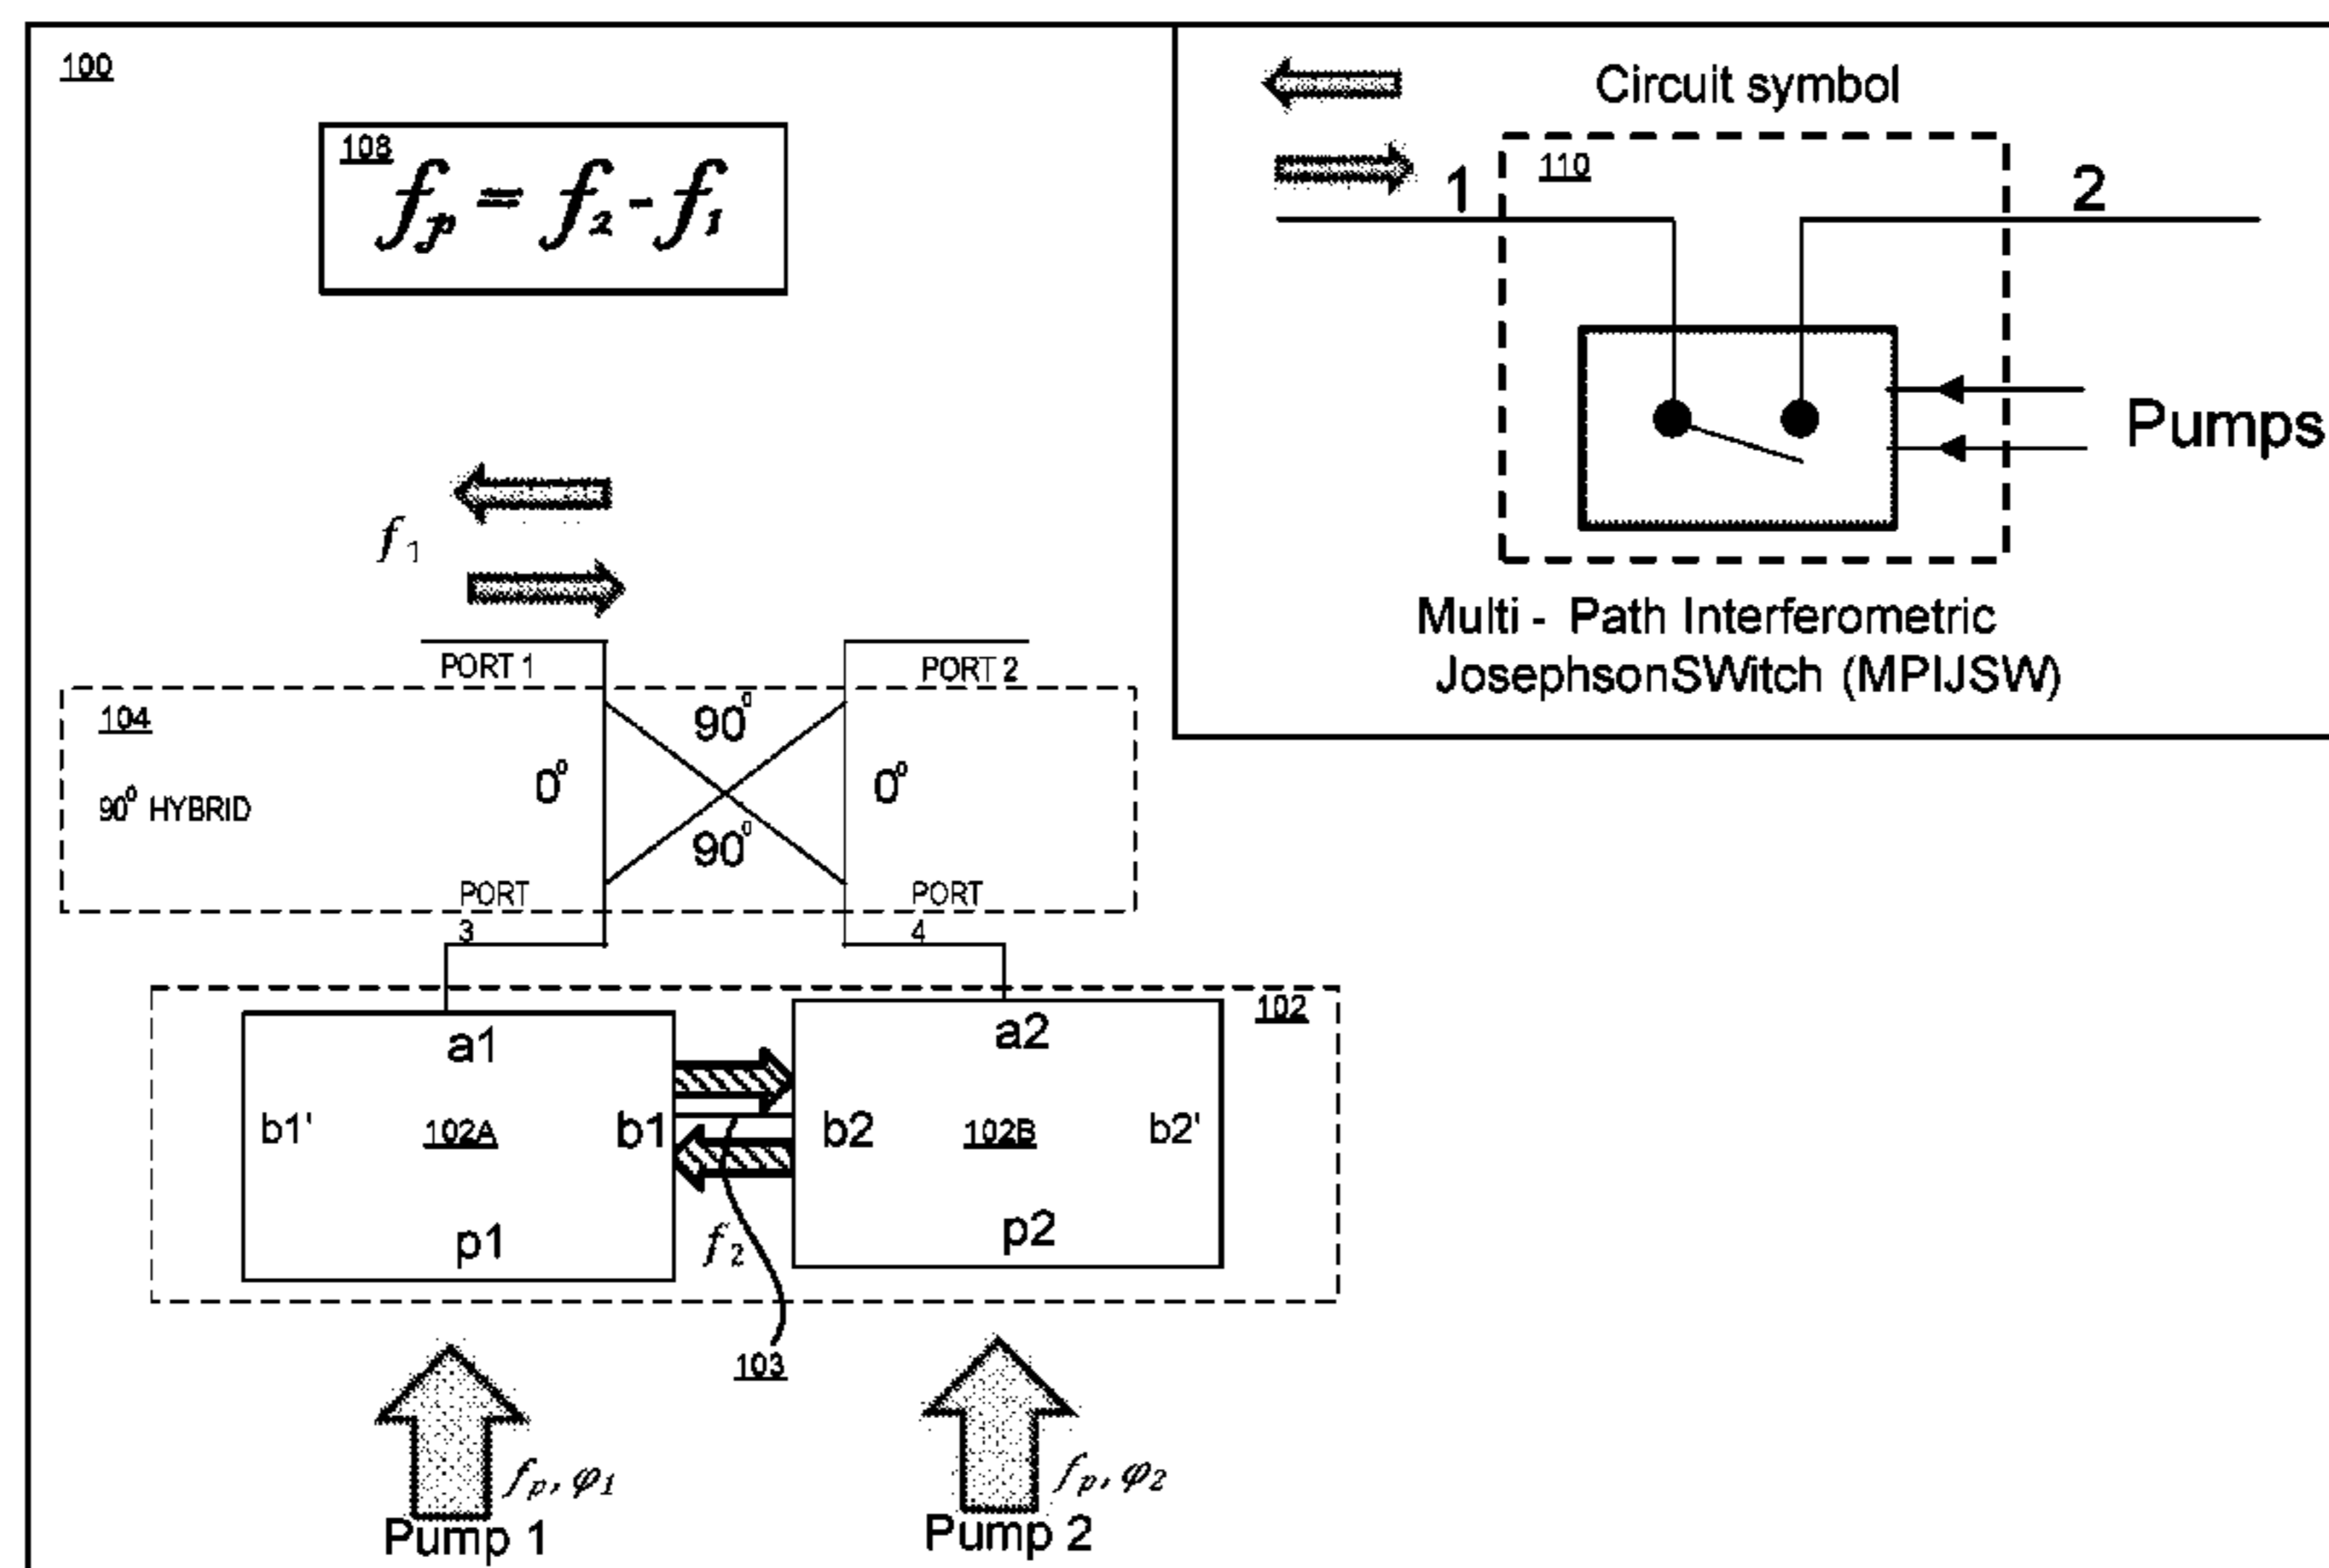 100
108
fₚ = f₂ - f₁
Circuit symbol
110
1
2
Pumps
Multi - Path Interferometric
JosephsonSWitch (MPIJSW)
f₁
PORT 1
PORT 2
104
90°
0°
0°
90° HYBRID
90°
PORT
PORT
3
4
102
a1
a2
b1'
102A
b1
b2
102B
b2'
p1
f₂
p2
103
fₚ, φ₁
fₚ, φ₂
Pump 1
Pump 2